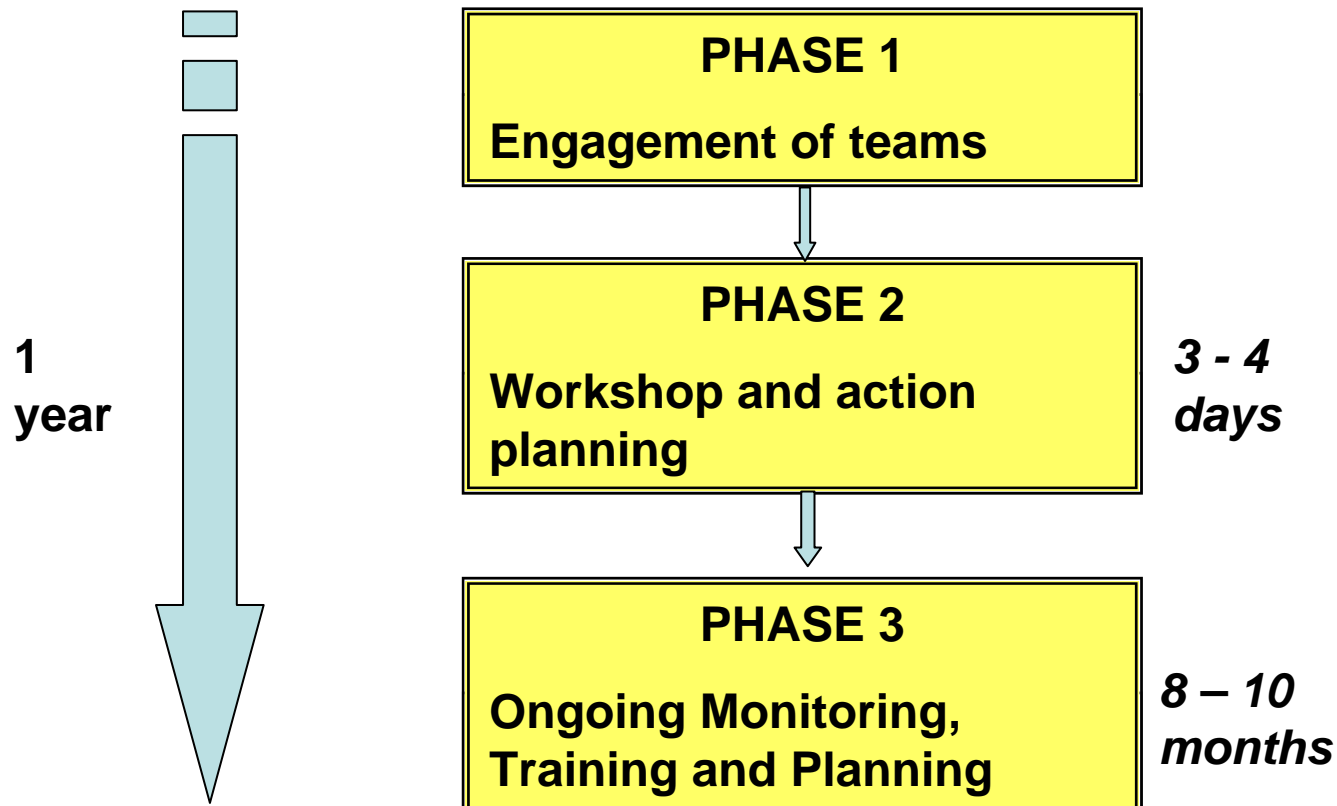 PHASE 1
Engagement of teams
PHASE 2
Workshop and action
planning
1
year
3 - 4
days
PHASE 3
Ongoing Monitoring,
Training and Planning
8 – 10
months